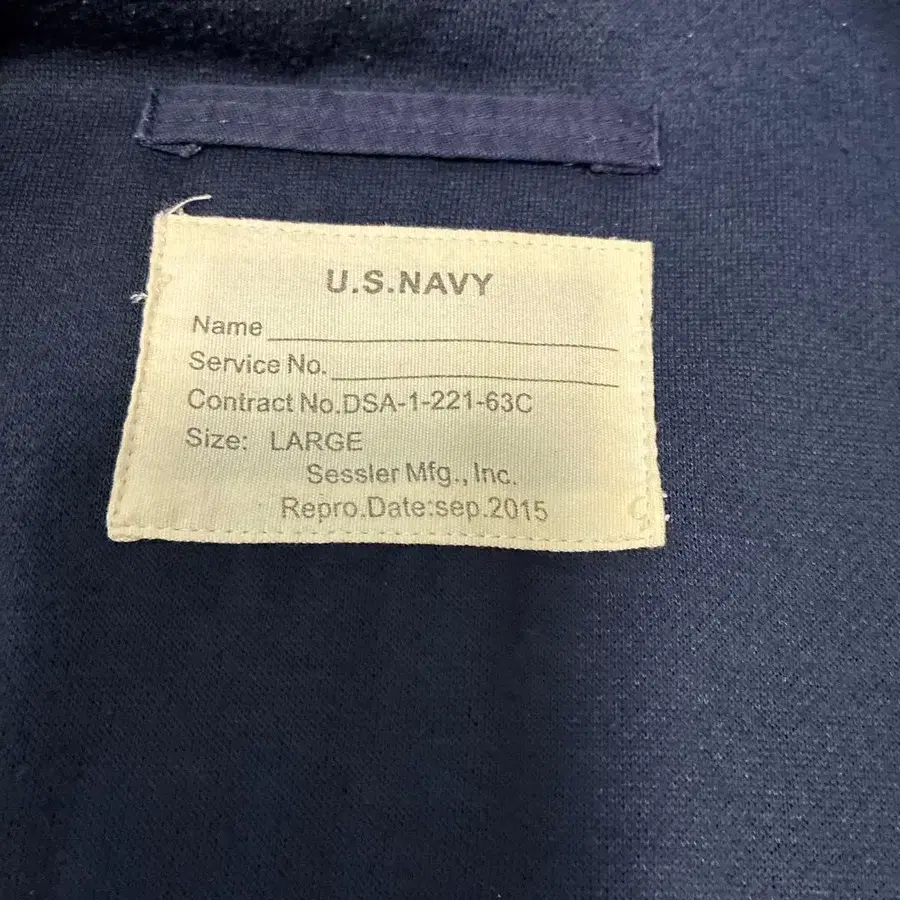 U.S.NAVY
Name
Service No.
Contract No.DSA-1-221-63C
Size: LARGE
Sessler Mfg., Inc.
Repro.Date:sep.2015